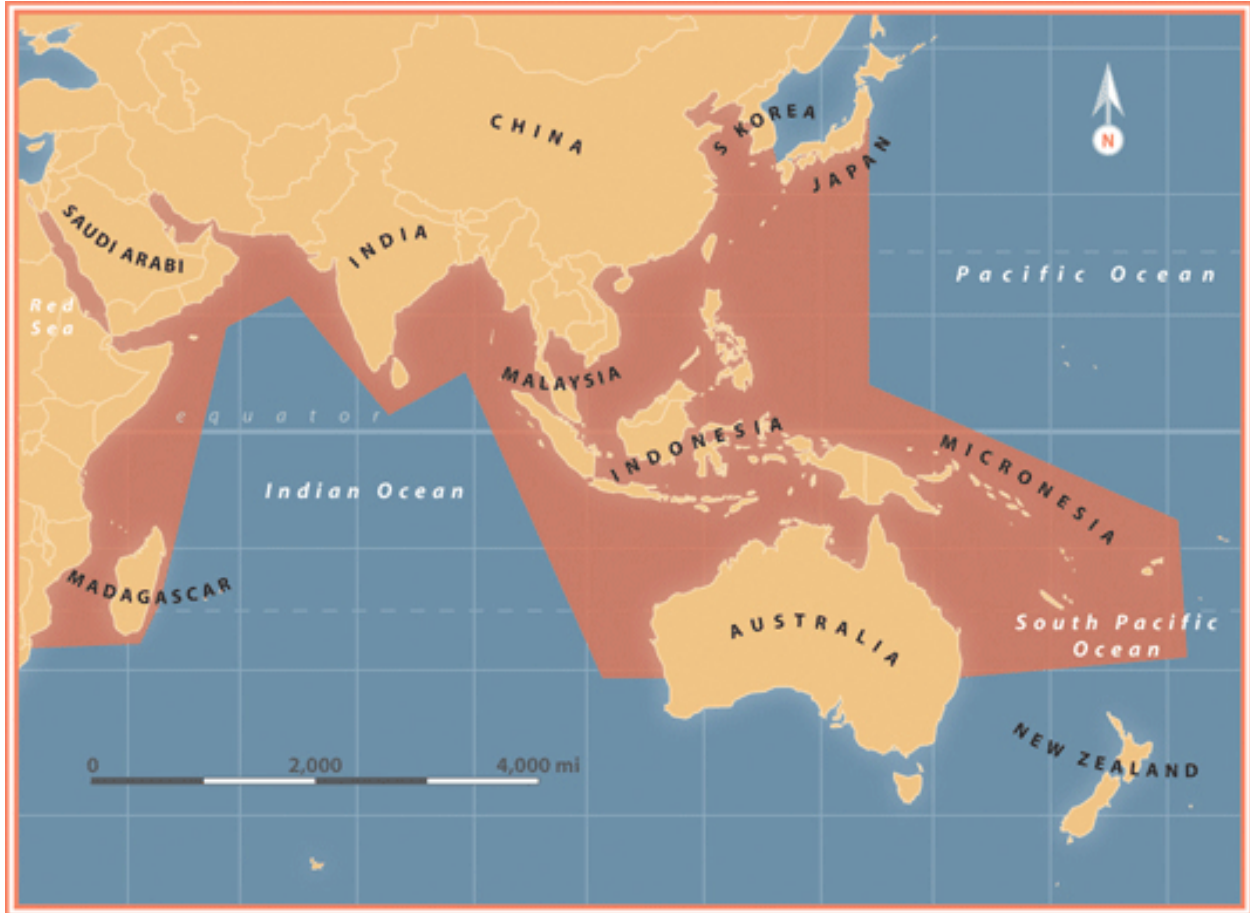 CHINA
S KOREA
JAPAN
N
SAUDI ARABI
INDIA
Pacific Ocean
Red
Sea
MALAYSIA
equator
INDONESIA
MICRONESIA
Indian Ocean
MADAGASCAR
AUSTRALIA
South Pacific
Ocean
NEW ZEALAND
0 2,000 4,000 mi